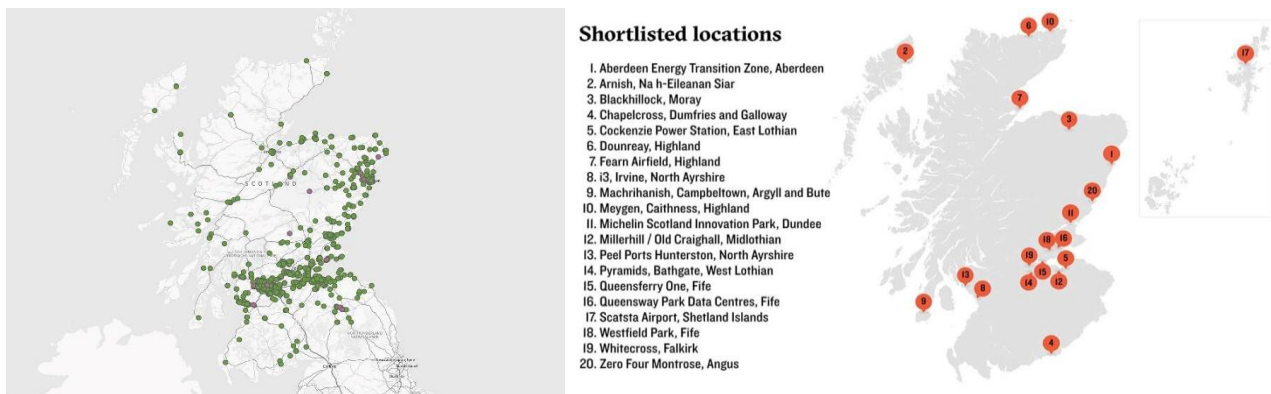 SCOTLAND
Shortlisted locations
1. Aberdeen Energy Transition Zone, Aberdeen
2. Arnish, Na h-Eileanan Siar
3. Blackhillock, Moray
4. Chapelcross, Dumfries and Galloway
5. Cockenzie Power Station, East Lothian
6. Dounreay, Highland
7. Fearn Airfield, Highland
8. i3, Irvine, North Ayrshire
9. Machrihanish, Campbeltown, Argyll and Bute
10. Meygen, Caithness, Highland
11. Michelin Scotland Innovation Park, Dundee
12. Millerhill / Old Craighall, Midlothian
13. Peel Ports Hunterston, North Ayrshire
14. Pyramids, Bathgate, West Lothian
15. Queensferry One, Fife
16. Queensway Park Data Centres, Fife
17. Scatsta Airport, Shetland Islands
18. Westfield Park, Fife
19. Whitecross, Falkirk
20. Zero Four Montrose, Angus
6 10
2
17
7
3
1
20
11
18 16
19 5
15
13 14 12
8
9
4